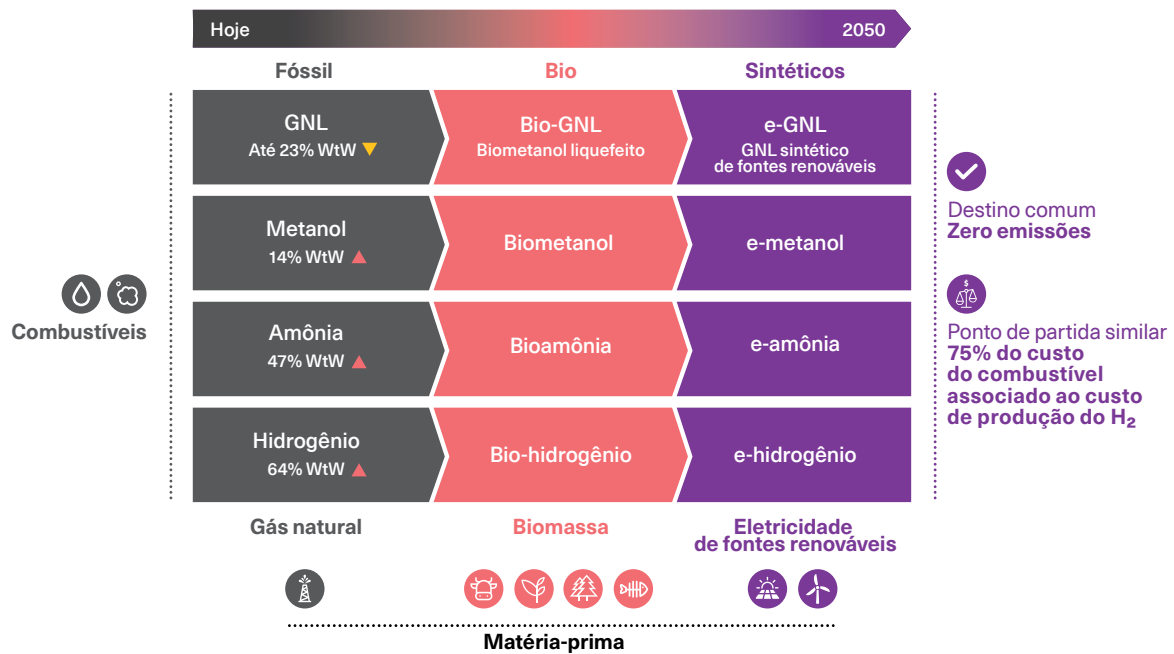 Hoje
2050
Fóssil
Bio
Sintéticos
GNL
Até 23% WtW
Bio-GNL
Biometanol liquefeito
e-GNL
GNL sintético
de fontes renováveis
Metanol
14% WtW
Biometanol
e-metanol
Amônia
47% WtW
Bioamônia
e-amônia
Hidrogênio
64% WtW
Bio-hidrogênio
e-hidrogênio
Combustíveis
Destino comum
Zero emissões
$
Ponto de partida similar
75% do custo
do combustível
associado ao custo
de produção do H₂
Gás natural
Biomassa
Eletricidade
de fontes renováveis
Matéria-prima